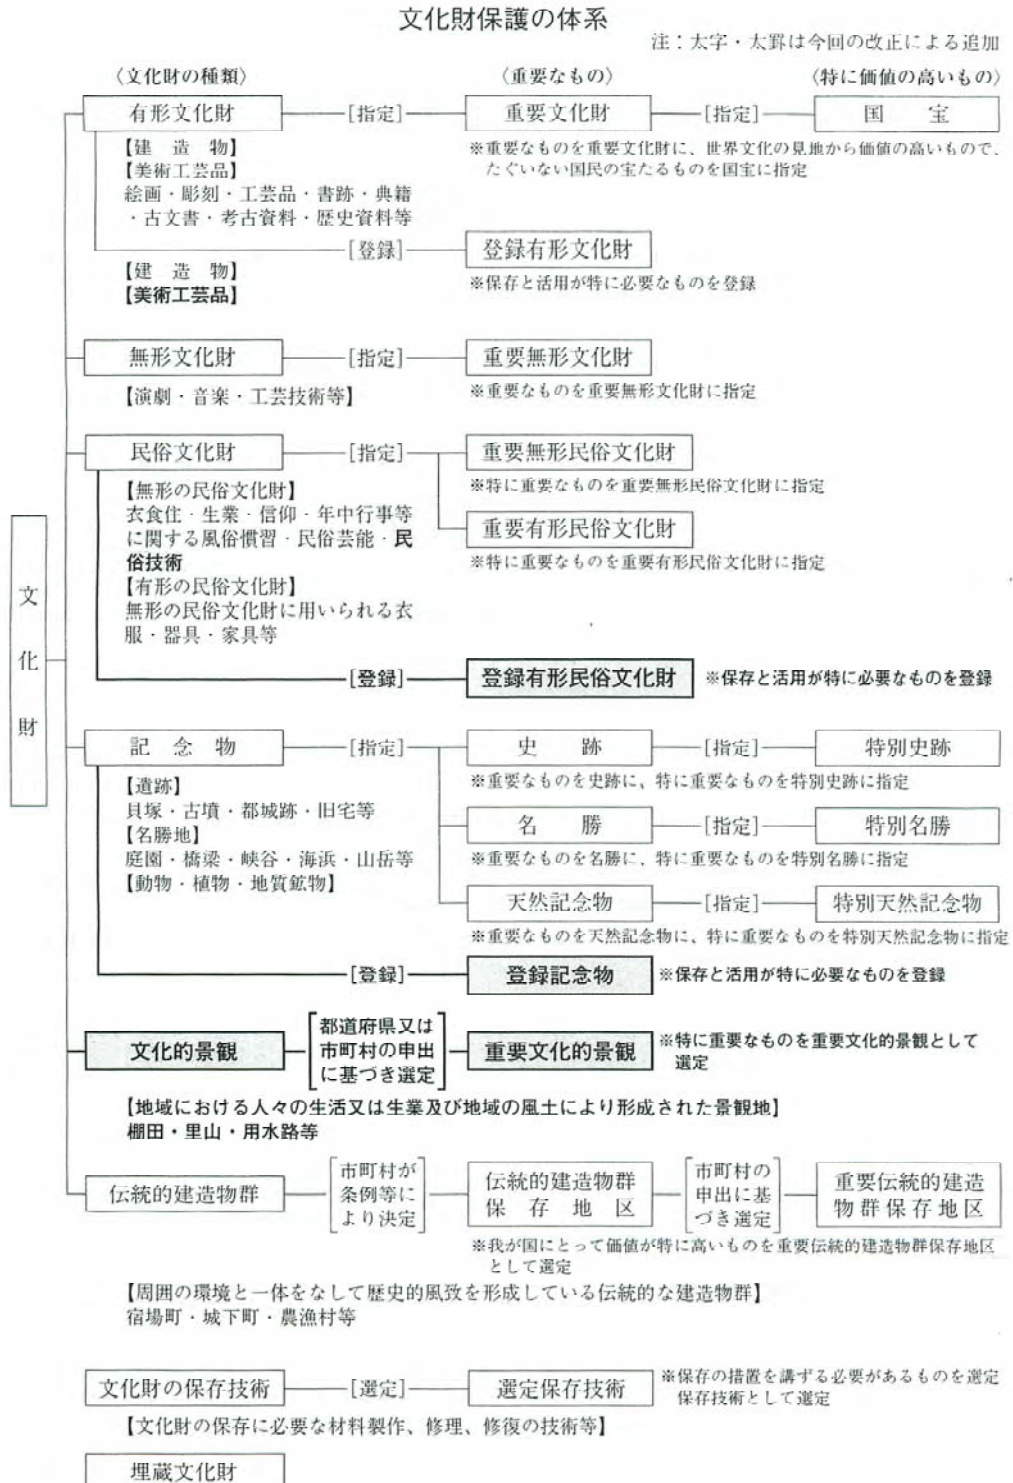 文化財保護の体系
注：太字・太罫は今回の改正による追加
〈文化財の種類〉 〈重要なもの〉 〈特に価値の高いもの〉
有形文化財 [指定] 重要文化財 [指定] 国宝
【建造物】
【美術工芸品】
絵画・彫刻・工芸品・書跡・典籍
・古文書・考古資料・歴史資料等
※重要なものを重要文化財に、世界文化の見地から価値の高いもので、
たぐいない国民の宝たるものを国宝に指定
[登録] 登録有形文化財
【建造物】
【美術工芸品】
※保存と活用が特に必要なものを登録
無形文化財 [指定] 重要無形文化財
【演劇・音楽・工芸技術等】
※重要なものを重要無形文化財に指定
民俗文化財 [指定] 重要無形民俗文化財
※特に重要なものを重要無形民俗文化財に指定
重要有形民俗文化財
※特に重要なものを重要有形民俗文化財に指定
【無形の民俗文化財】
衣食住・生業・信仰・年中行事等
に関する風俗慣習・民俗芸能・民
俗技術
【有形の民俗文化財】
無形の民俗文化財に用いられる衣
服・器具・家具等
[登録] 登録有形民俗文化財 ※保存と活用が特に必要なものを登録
文化財
記念物 [指定] 史跡 [指定] 特別史跡
※重要なものを史跡に、特に重要なものを特別史跡に指定
【遺跡】
貝塚・古墳・都城跡・旧宅等
【名勝地】
庭園・橋梁・峡谷・海浜・山岳等
【動物・植物・地質鉱物】
名勝 [指定] 特別名勝
※重要なものを名勝に、特に重要なものを特別名勝に指定
天然記念物 [指定] 特別天然記念物
※重要なものを天然記念物に、特に重要なものを特別天然記念物に指定
[登録] 登録記念物 ※保存と活用が特に必要なものを登録
文化的景観
都道府県又は
市町村の申出
に基づき選定
重要文化的景観
※特に重要なものを重要文化的景観として
選定
【地域における人々の生活又は生業及び地域の風土により形成された景観地】
棚田・里山・用水路等
伝統的建造物群
市町村が
条例等に
より決定
伝統的建造物群
保存地区
市町村の
申出に基
づき選定
重要伝統的建造
物群保存地区
※我が国にとって価値が特に高いものを重要伝統的建造物群保存地区
として選定
【周囲の環境と一体をなして歴史的風致を形成している伝統的な建造物群】
宿場町・城下町・農漁村等
文化財の保存技術 [選定] 選定保存技術
※保存の措置を講ずる必要があるものを選定
保存技術として選定
【文化財の保存に必要な材料製作、修理、修復の技術等】
埋蔵文化財